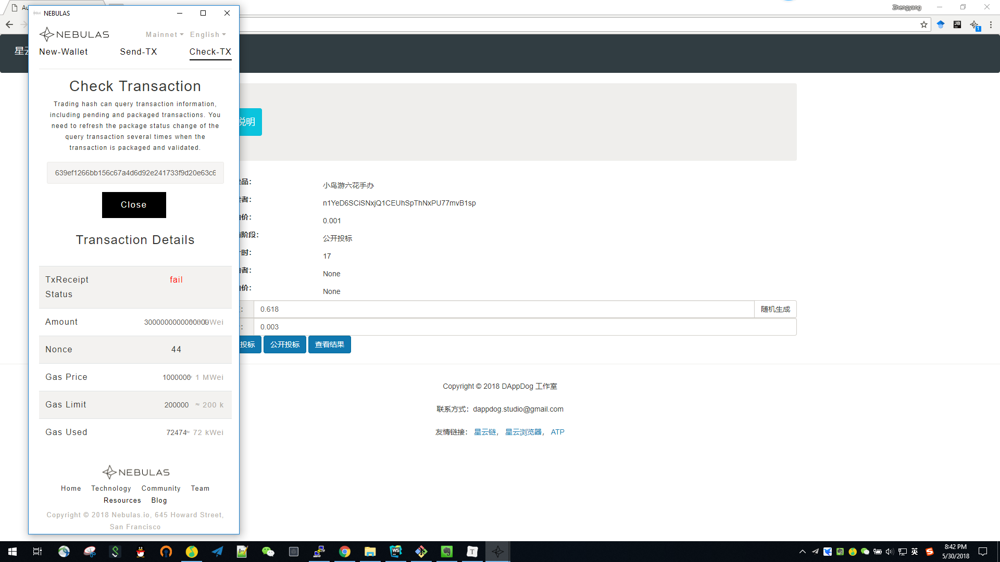 NEBULAS
Zhengyang
NEBULAS
Mainnet
English
New-Wallet
Send-TX
Check-TX
Check Transaction
Trading hash can query transaction information,
including pending and packaged transactions. You
need to refresh the package status change of the
query transaction several times when the
transaction is packaged and validated.
639ef1266bb156c67a4d6d92e241733f9d20e63c6
Close
Transaction Details
TxReceipt Status
fail
Amount
Nonce
44
Gas Price
1000000 ≈ 1 MWei
Gas Limit
200000 ≈ 200 k
Gas Used
72474 ≈ 72 kWei
NEBULAS
Home Technology Community Team
Resources Blog
Copyright © 2018 Nebulas.io, 645 Howard Street,
San Francisco
说明
品:
小鸟游六花手办
者:
n1YeD6SCiSNxjQ1CEUhSpThNxPU77mvB1sp
价:
0.001
阶段:
公开投标
时:
17
者:
None
价:
None
0.618
随机生成
0.003
投标
公开投标
查看结果
Copyright © 2018 DAppDog 工作室
联系方式: dappdog.studio@gmail.com
友情链接: 星云链, 星云浏览器, ATP
英
8:42 PM
5/30/2018